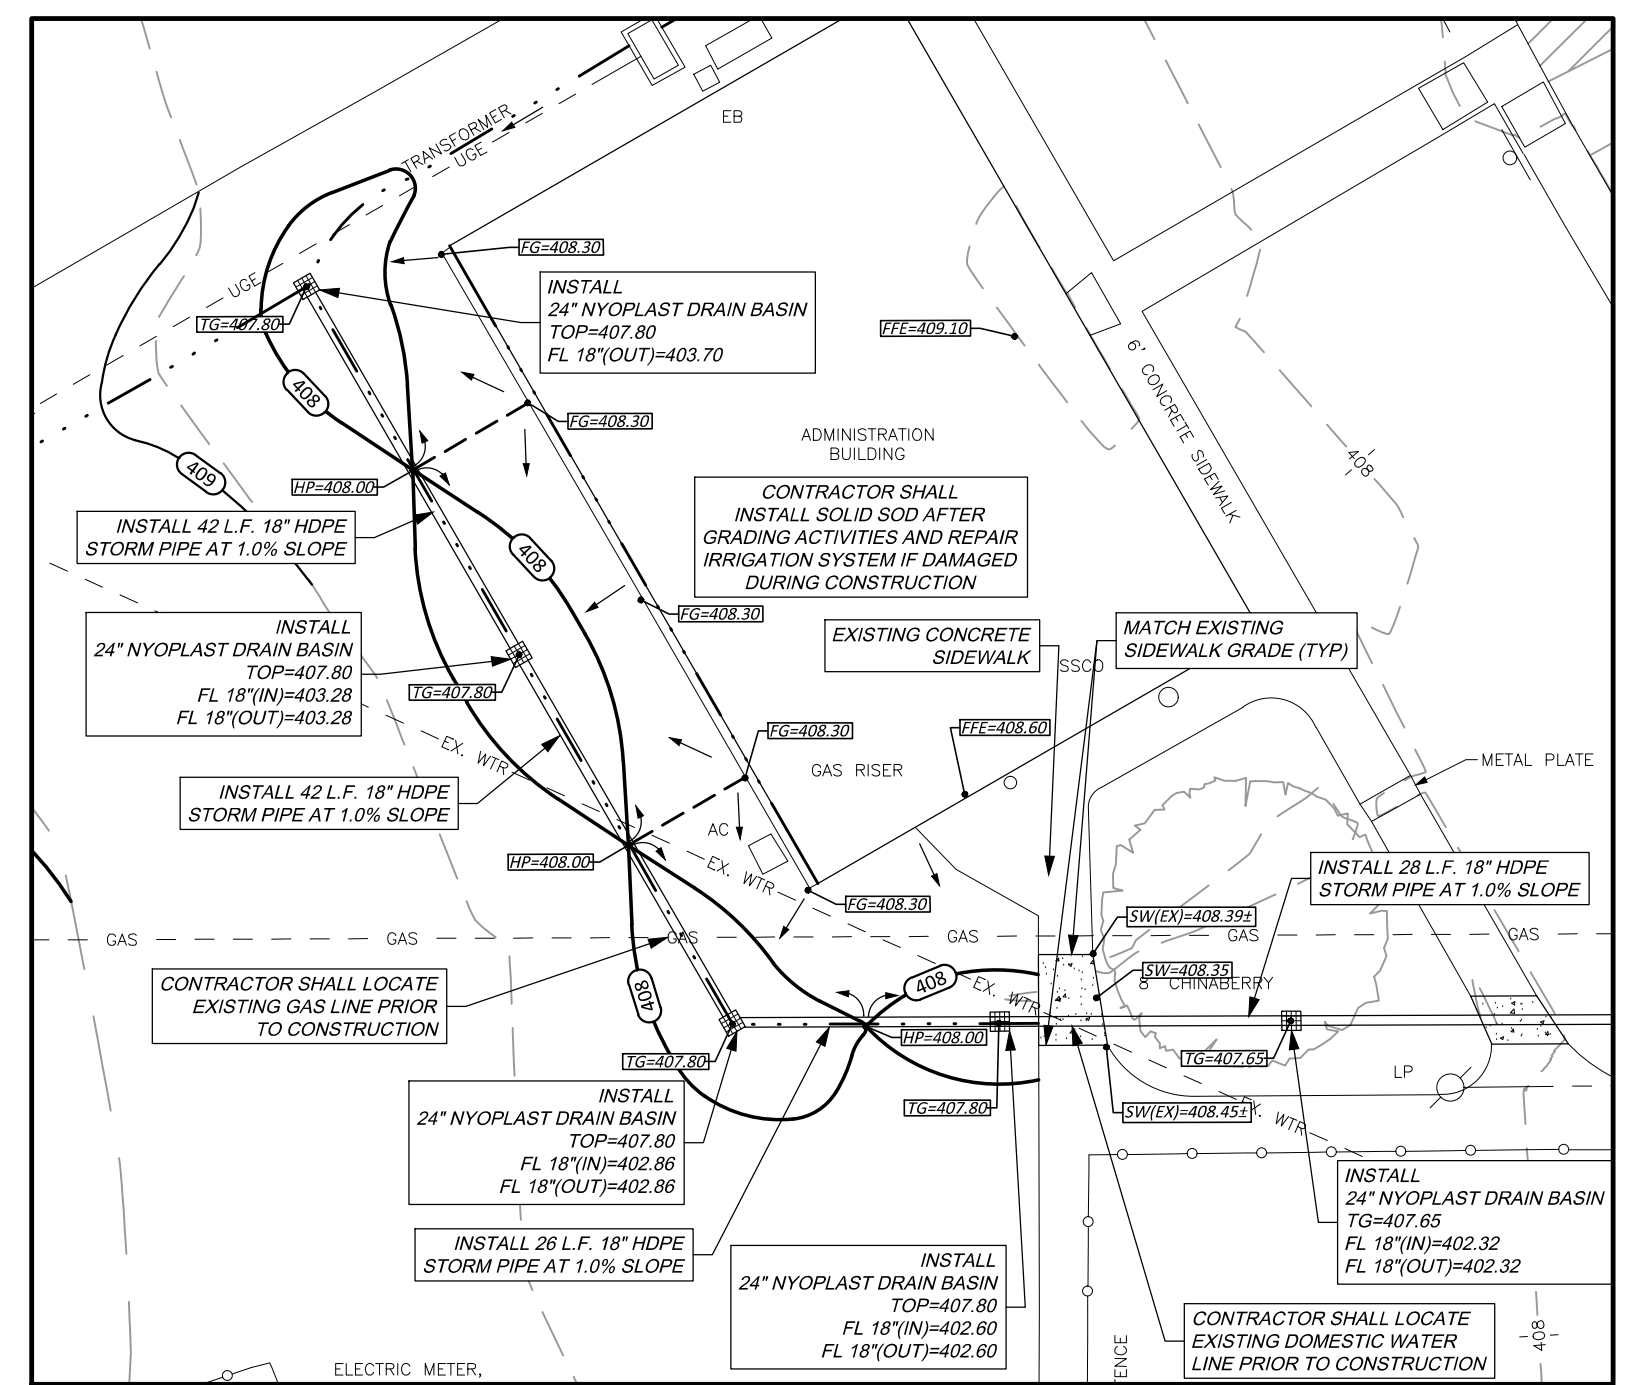 TRANSFORMER
UGE
EB
FG=408.30
UGE
INSTALL
24" NYOPLAST DRAIN BASIN
TOP=407.80
FL 18"(OUT)=403.70
TG=407.80
FFE=409.10
6' CONCRETE SIDEWALK
408
FG=408.30
ADMINISTRATION
BUILDING
408
409
HP=408.00
CONTRACTOR SHALL
INSTALL SOLID SOD AFTER
GRADING ACTIVITIES AND REPAIR
IRRIGATION SYSTEM IF DAMAGED
DURING CONSTRUCTION
INSTALL 42 L.F. 18" HDPE
STORM PIPE AT 1.0% SLOPE
408
FG=408.30
INSTALL
24" NYOPLAST DRAIN BASIN
TOP=407.80
FL 18"(IN)=403.28
FL 18"(OUT)=403.28
TG=407.80
EXISTING CONCRETE
SIDEWALK
SSCO
MATCH EXISTING
SIDEWALK GRADE (TYP)
EX. WTR
FG=408.30
FFE=408.60
GAS RISER
METAL PLATE
INSTALL 42 L.F. 18" HDPE
STORM PIPE AT 1.0% SLOPE
AC
HP=408.00
EX. WTR
INSTALL 28 L.F. 18" HDPE
STORM PIPE AT 1.0% SLOPE
FG=408.30
SW(EX)=408.39±
GAS
GAS
GAS
GAS
GAS
GAS
CONTRACTOR SHALL LOCATE
EXISTING GAS LINE PRIOR
TO CONSTRUCTION
408
408
EX. WTR
SW=408.35
8" CHINABERRY
HP=408.00
TG=407.80
TG=407.65
LP
INSTALL
24" NYOPLAST DRAIN BASIN
TOP=407.80
FL 18"(IN)=402.86
FL 18"(OUT)=402.86
TG=407.80
SW(EX)=408.45±
EX. WTR
INSTALL
24" NYOPLAST DRAIN BASIN
TG=407.65
FL 18"(IN)=402.32
FL 18"(OUT)=402.32
INSTALL 26 L.F. 18" HDPE
STORM PIPE AT 1.0% SLOPE
INSTALL
24" NYOPLAST DRAIN BASIN
TOP=407.80
FL 18"(IN)=402.60
FL 18"(OUT)=402.60
CONTRACTOR SHALL LOCATE
EXISTING DOMESTIC WATER
LINE PRIOR TO CONSTRUCTION
408
ENCE
ELECTRIC METER,